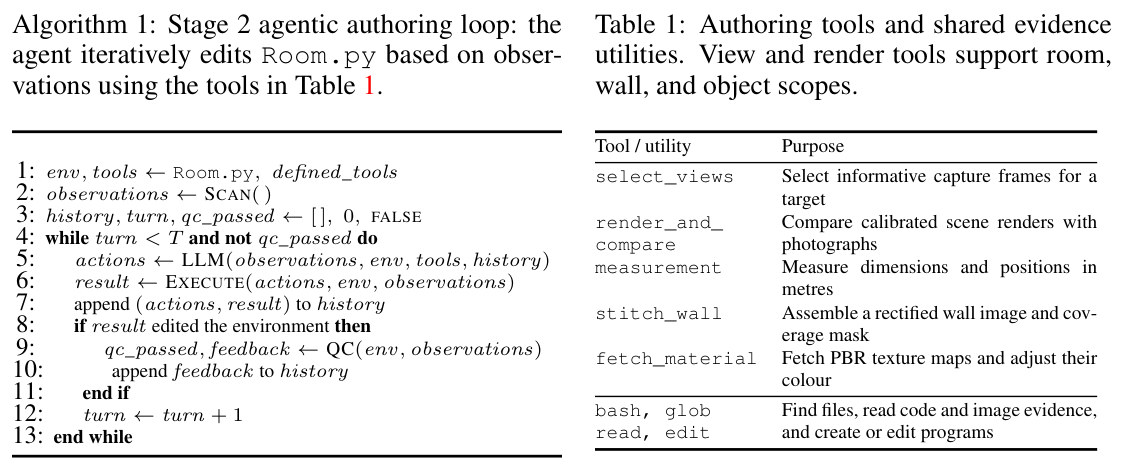 Algorithm 1: Stage 2 agentic authoring loop: the
agent iteratively edits Room.py based on obser-
vations using the tools in Table 1.
1: env, tools ← Room.py, defined_tools
2: observations ← SCAN()
3: history, turn, qc_passed ← [], 0, FALSE
4: while turn < T and not qc_passed do
5: actions ← LLM(observations, env, tools, history)
6: result ← EXECUTE(actions, env, observations)
7: append (actions, result) to history
8: if result edited the environment then
9: qc_passed, feedback ← QC(env, observations)
10: append feedback to history
11: end if
12: turn ← turn + 1
13: end while
Table 1: Authoring tools and shared evidence
utilities. View and render tools support room,
wall, and object scopes.
Tool / utility Purpose
select_views Select informative capture frames for a
target
render_and_ Compare calibrated scene renders with
compare photographs
measurement Measure dimensions and positions in
metres
stitch_wall Assemble a rectified wall image and cov-
erage mask
fetch_material Fetch PBR texture maps and adjust their
colour
bash, glob Find files, read code and image evidence,
read, edit and create or edit programs